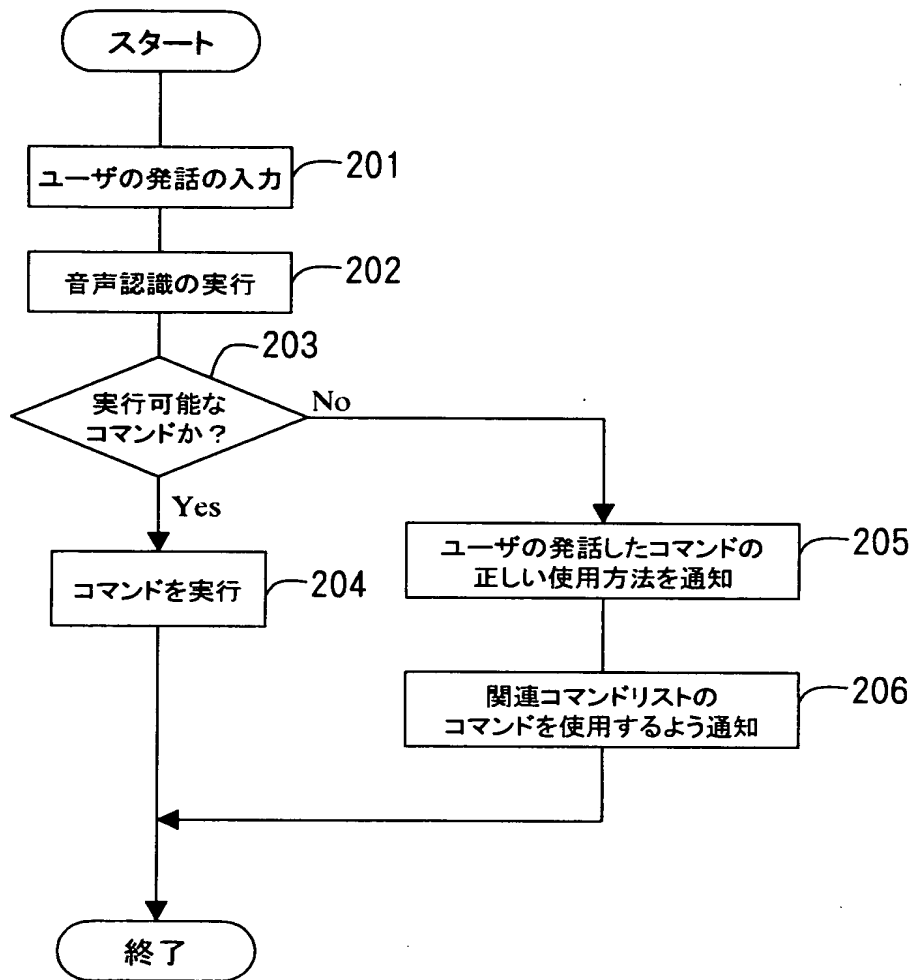 スタート
ユーザの発話の入力
201
音声認識の実行
202
203
実行可能な
コマンドか？
No
Yes
コマンドを実行
204
ユーザの発話したコマンドの
正しい使用方法を通知
205
関連コマンドリストの
コマンドを使用するよう通知
206
終了